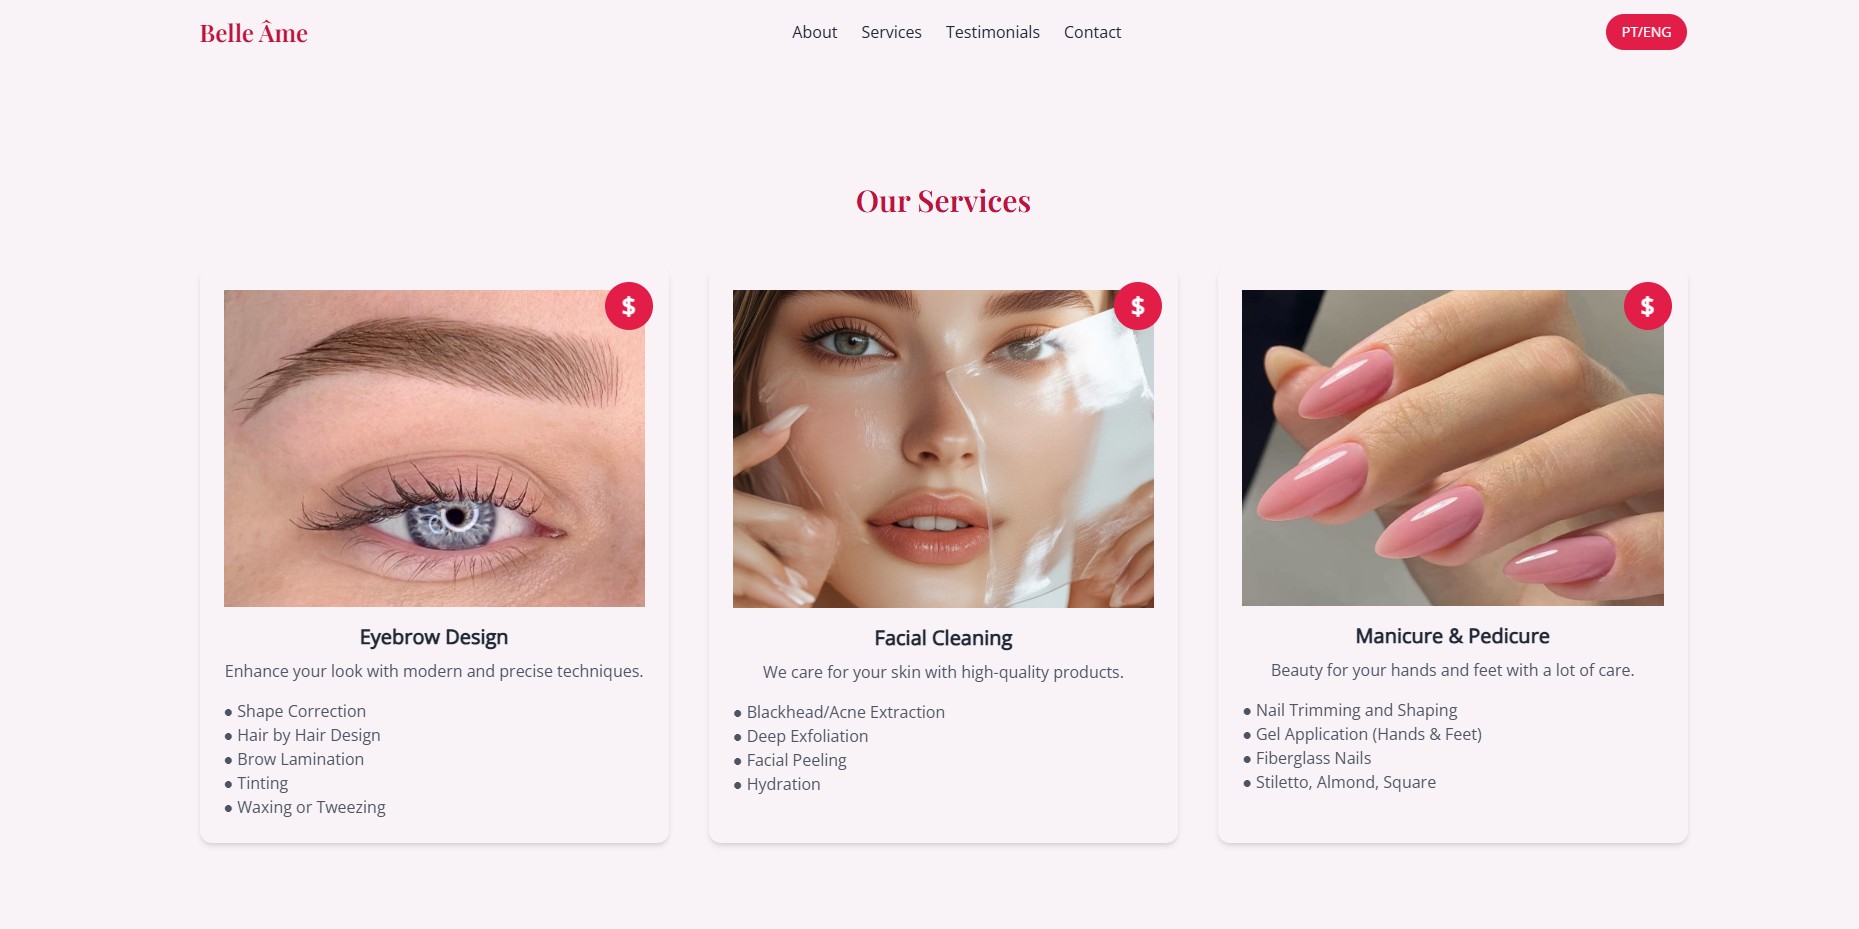 Belle Âme
About
Services
Testimonials
Contact
PT/ENG
Our Services
$
$
$
Eyebrow Design
Enhance your look with modern and precise techniques.
● Shape Correction
● Hair by Hair Design
● Brow Lamination
● Tinting
● Waxing or Tweezing
Facial Cleaning
We care for your skin with high-quality products.
● Blackhead/Acne Extraction
● Deep Exfoliation
● Facial Peeling
● Hydration
Manicure & Pedicure
Beauty for your hands and feet with a lot of care.
● Nail Trimming and Shaping
● Gel Application (Hands & Feet)
● Fiberglass Nails
● Stiletto, Almond, Square